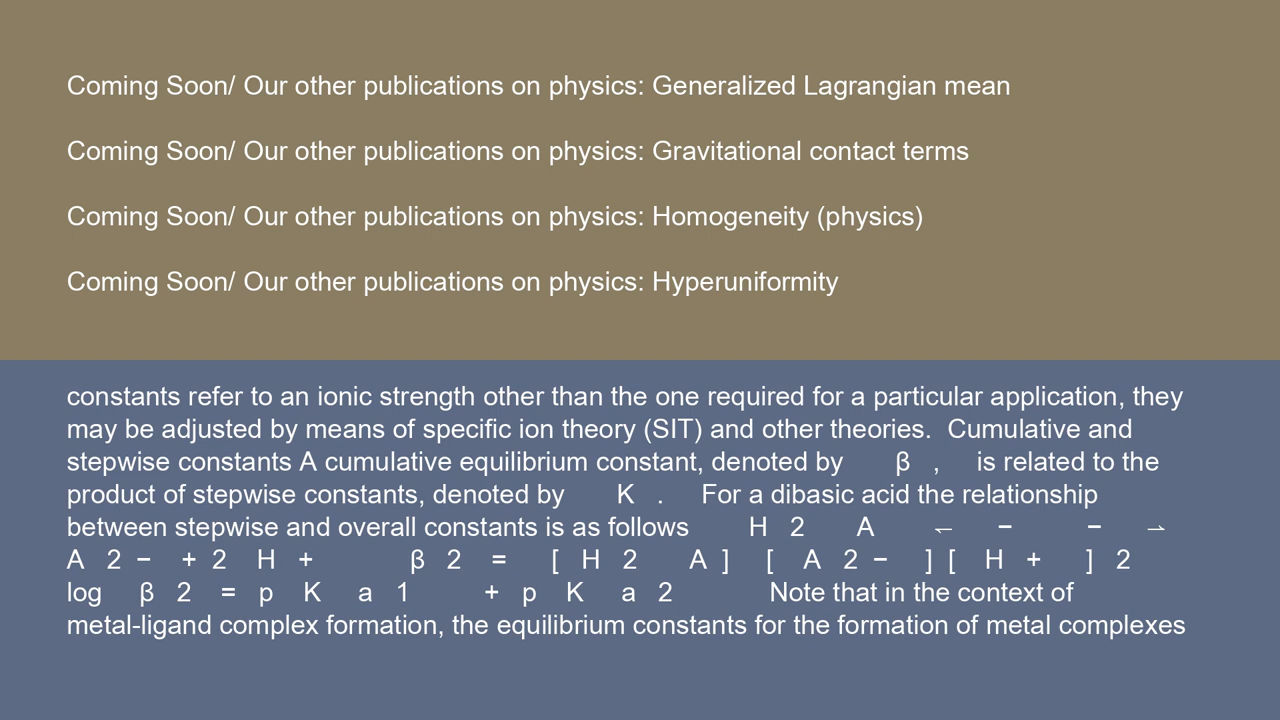 Coming Soon/ Our other publications on physics: Generalized Lagrangian mean
Coming Soon/ Our other publications on physics: Gravitational contact terms
Coming Soon/ Our other publications on physics: Homogeneity (physics)
Coming Soon/ Our other publications on physics: Hyperuniformity
constants refer to an ionic strength other than the one required for a particular application, they
may be adjusted by means of specific ion theory (SIT) and other theories. Cumulative and
stepwise constants A cumulative equilibrium constant, denoted by β , is related to the
product of stepwise constants, denoted by K . For a dibasic acid the relationship
between stepwise and overall constants is as follows H 2 A ↽ − − ⇀
A 2 − + 2 H + β 2 = [ H 2 A ] [ A 2 − ] [ H + ] 2
log β 2 = p K a 1 + p K a 2 Note that in the context of
metal-ligand complex formation, the equilibrium constants for the formation of metal complexes